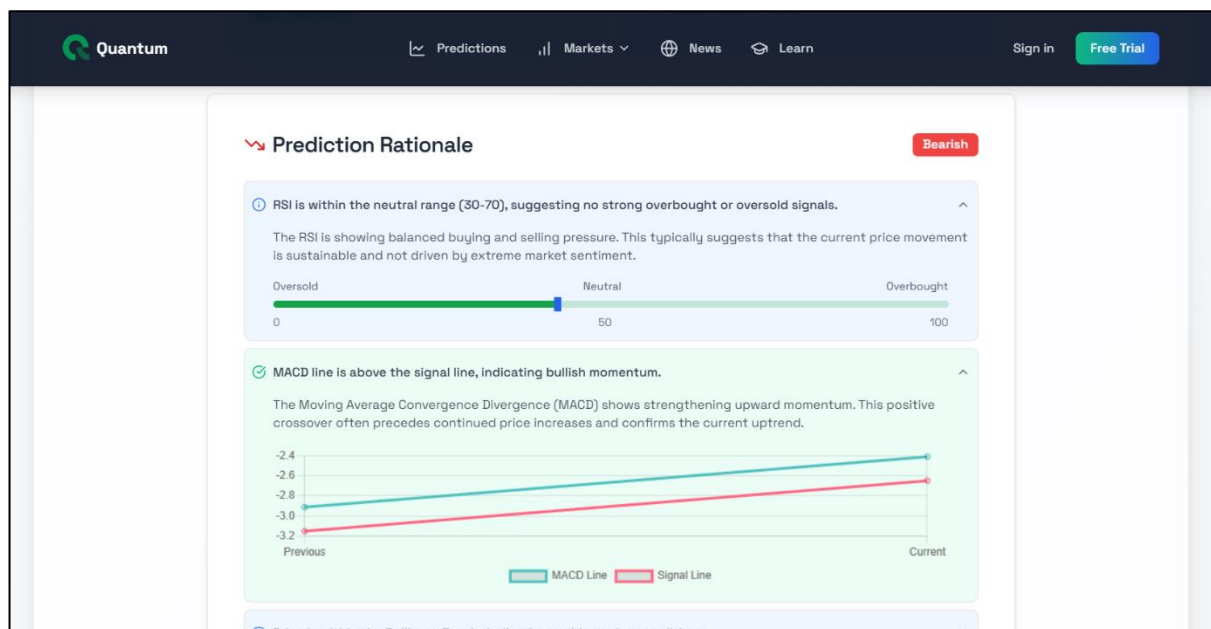 Quantum
Predictions
Markets
News
Learn
Sign in
Free Trial
Prediction Rationale
Bearish
RSI is within the neutral range (30-70), suggesting no strong overbought or oversold signals.
The RSI is showing balanced buying and selling pressure. This typically suggests that the current price movement
is sustainable and not driven by extreme market sentiment.
Oversold Neutral Overbought
0 50 100
MACD line is above the signal line, indicating bullish momentum.
The Moving Average Convergence Divergence (MACD) shows strengthening upward momentum. This positive
crossover often precedes continued price increases and confirms the current uptrend.
-2.4
-2.6
-2.8
-3.0
-3.2
Previous Current
MACD Line Signal Line